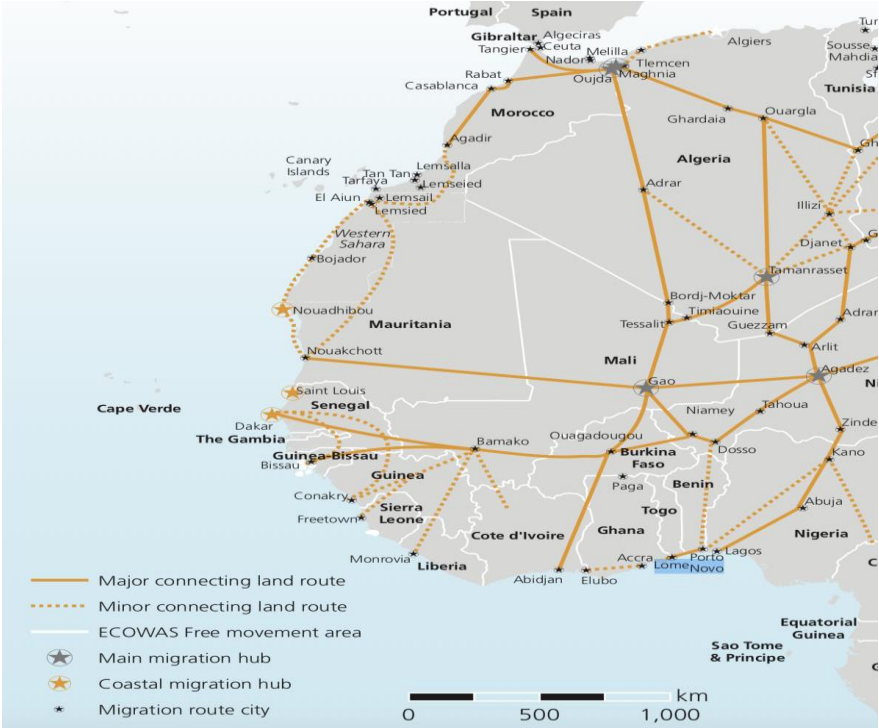 Portugal
Spain
Gibraltar
Algeciras
Ceuta
Tangier
Nador
Melilla
Algiers
Tlemcen
Oujda
Maghnia
Sousse
Mahdia
Tunisia
Rabat
Casablanca
Morocco
Ghardaia
Ouargla
Agadir
Algeria
Canary
Islands
Tan Tan
Lemsalla
Tarfaya
Lemseied
El Aiun
Lemsail
Lemsied
Adrar
Illizi
Western
Sahara
Djanet
Bojador
Tamanrasset
Nouadhibou
Bordj-Moktar
Timiaouine
Mauritania
Tessalit
Guezzam
Adrar
Arlit
Nouakchott
Mali
Gao
Agadez
Saint Louis
Senegal
Cape Verde
Dakar
The Gambia
Niamey
Tahoua
Ouagadougou
Bamako
Dosso
Guinea-Bissau
Bissau
Burkina
Faso
Kano
Guinea
Paga
Benin
Conakry
Sierra
Leone
Togo
Abuja
Freetown
Ghana
Cote d'Ivoire
Nigeria
Monrovia
Liberia
Accra
Lome
Porto
Novo
Lagos
Abidjan
Elubo
Equatorial
Guinea
Sao Tome
& Principe
Major connecting land route
Minor connecting land route
ECOWAS Free movement area
Main migration hub
Coastal migration hub
Migration route city
km
0 500 1,000